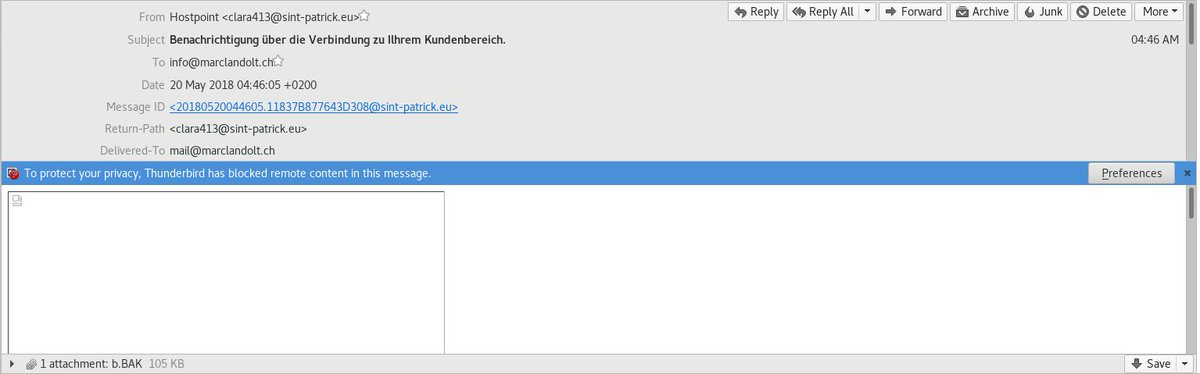 From Hostpoint <clara413@sint-patrick.eu> Reply Reply All Forward Archive Junk Delete More
Subject Benachrichtigung über die Verbindung zu IIhrem Kundenbereich. 04:46 AM
To info@marclandolt.ch
Date 20 May 2018 04:46:05 +0200
Message ID <20180520044605.11837B877643D308@sint-patrick.eu>
Return-Path <clara413@sint-patrick.eu>
Delivered-To mail@marclandolt.ch
To protect your privacy, Thunderbird has blocked remote content in this message. Preferences ×
1 attachment: b.BAK 105 KB Save